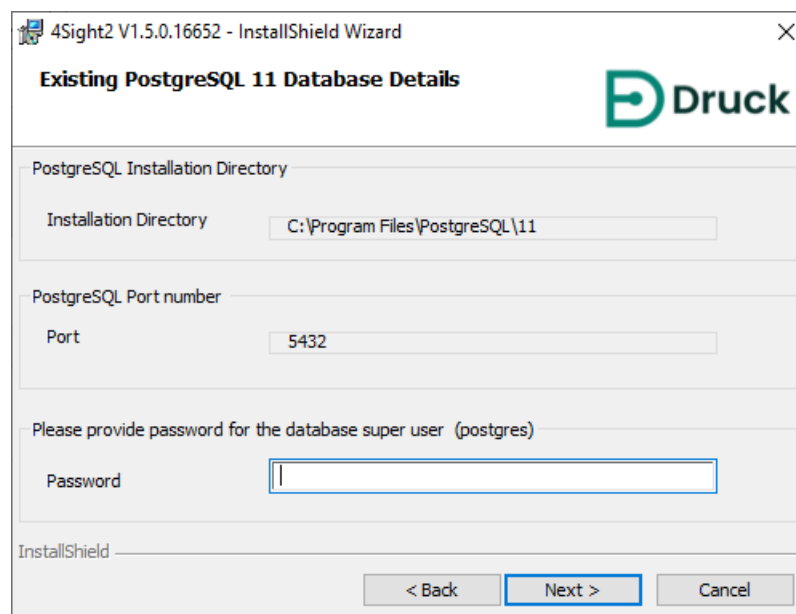 4Sight2 V1.5.0.16652 - InstallShield Wizard
Existing PostgreSQL 11 Database Details
Druck
PostgreSQL Installation Directory
Installation Directory C:\Program Files\PostgreSQL\11
PostgreSQL Port number
Port 5432
Please provide password for the database super user (postgres)
Password
InstallShield
< Back Next > Cancel